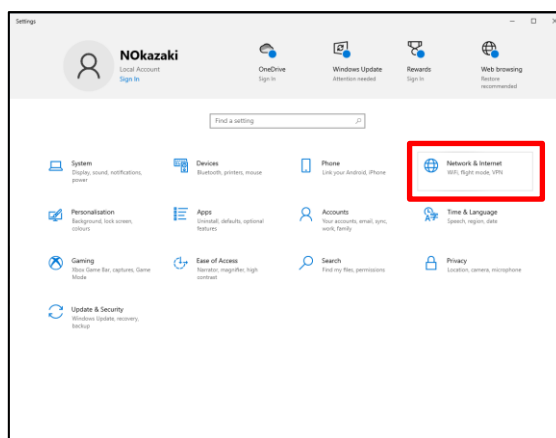 Settings
NOkazaki
Local Account
Sign In
OneDrive
Sign in
Windows Update
Attention needed
Rewards
Sign in
Web browsing
Restore
recommended
Find a setting
System
Display, sound, notifications,
power
Devices
Bluetooth, printers, mouse
Phone
Link your Android, iPhone
Network & Internet
WiFi, flight mode, VPN
Personalisation
Background, lock screen,
colours
Apps
Uninstall, defaults, optional
features
Accounts
Your accounts, email, sync,
work, family
Time & Language
Speech, region, date
Gaming
Xbox Game Bar, captures, Game
Mode
Ease of Access
Narrator, magnifier, high
contrast
Search
Find my files, permissions
Privacy
Location, camera, microphone
Update & Security
Windows Update, recovery,
backup